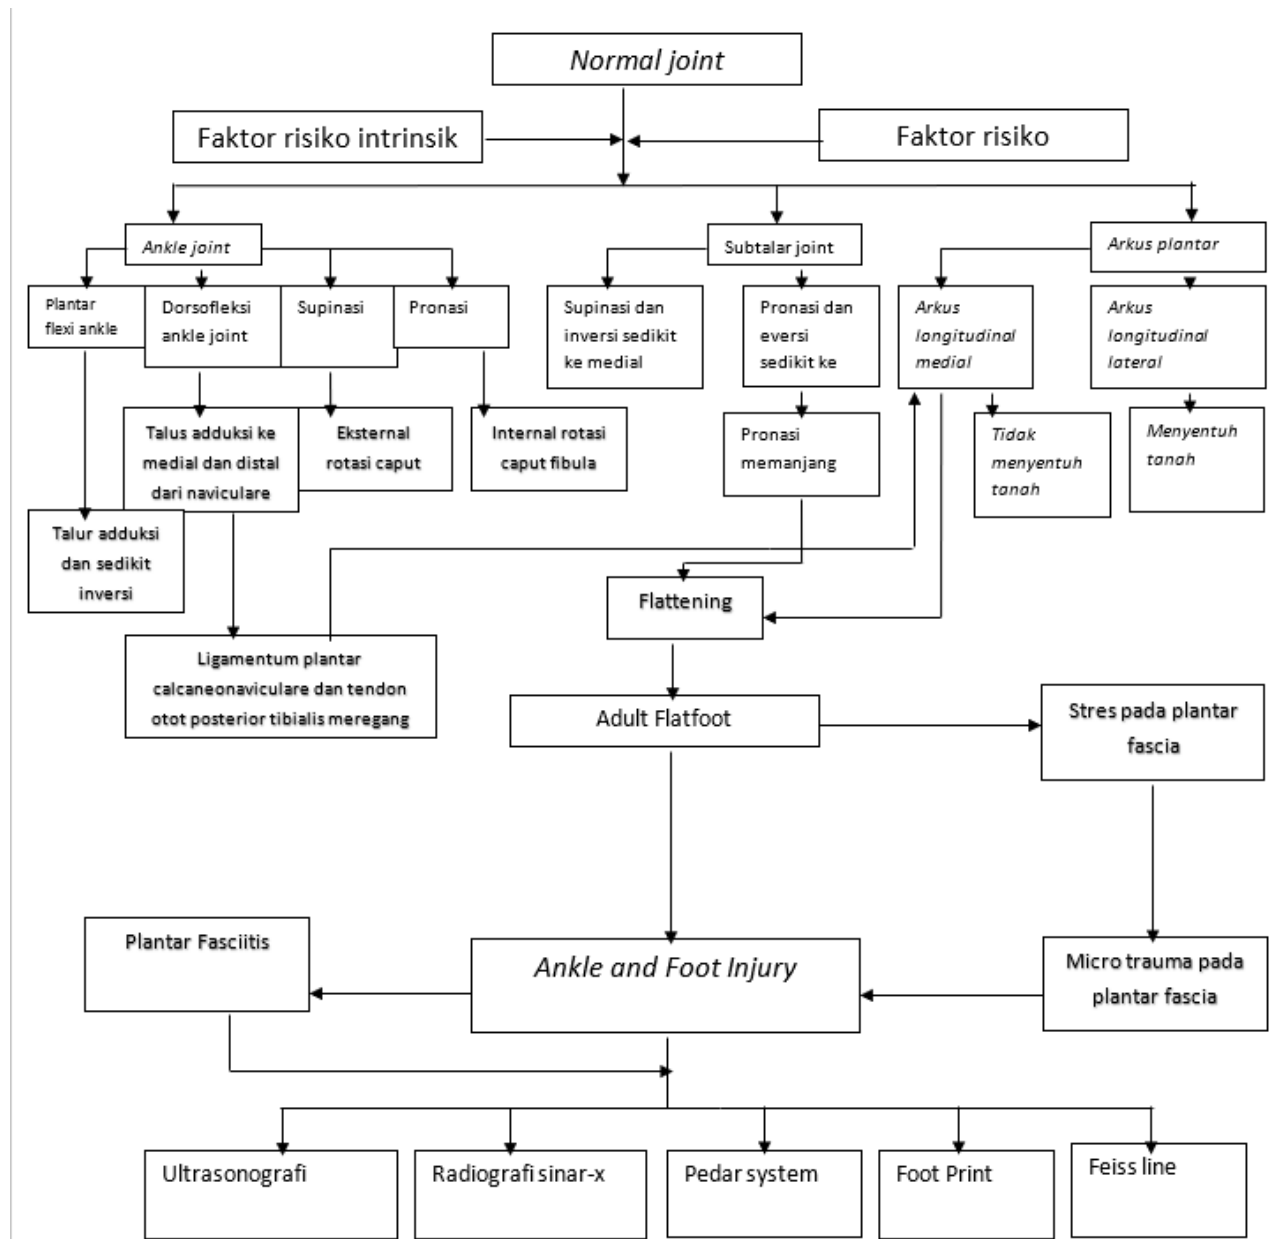 Normal joint
Faktor risiko intrinsik
Faktor risiko
Ankle joint
Subtalar joint
Arkus plantar
Plantar
flexi ankle
Dorsofleksi
ankle joint
Supinasi
Pronasi
Supinasi dan
inversi sedikit
ke medial
Pronasi dan
eversi
sedikit ke
Arkus
longitudinal
medial
Arkus
longitudinal
lateral
Talus adduksi ke
medial dan distal
dari naviculare
Eksternal
rotasi caput
Internal rotasi
caput fibula
Pronasi
memanjang
Tidak
menyentuh
tanah
Menyentuh
tanah
Talur adduksi
dan sedikit
inversi
Flattening
Ligamentum plantar
calcaneonaviculare dan tendon
otot posterior tibialis meregang
Adult Flatfoot
Stres pada plantar
fascia
Plantar Fasciitis
Ankle and Foot Injury
Micro trauma pada
plantar fascia
Ultrasonografi
Radiografi sinar-x
Pedar system
Foot Print
Feiss line